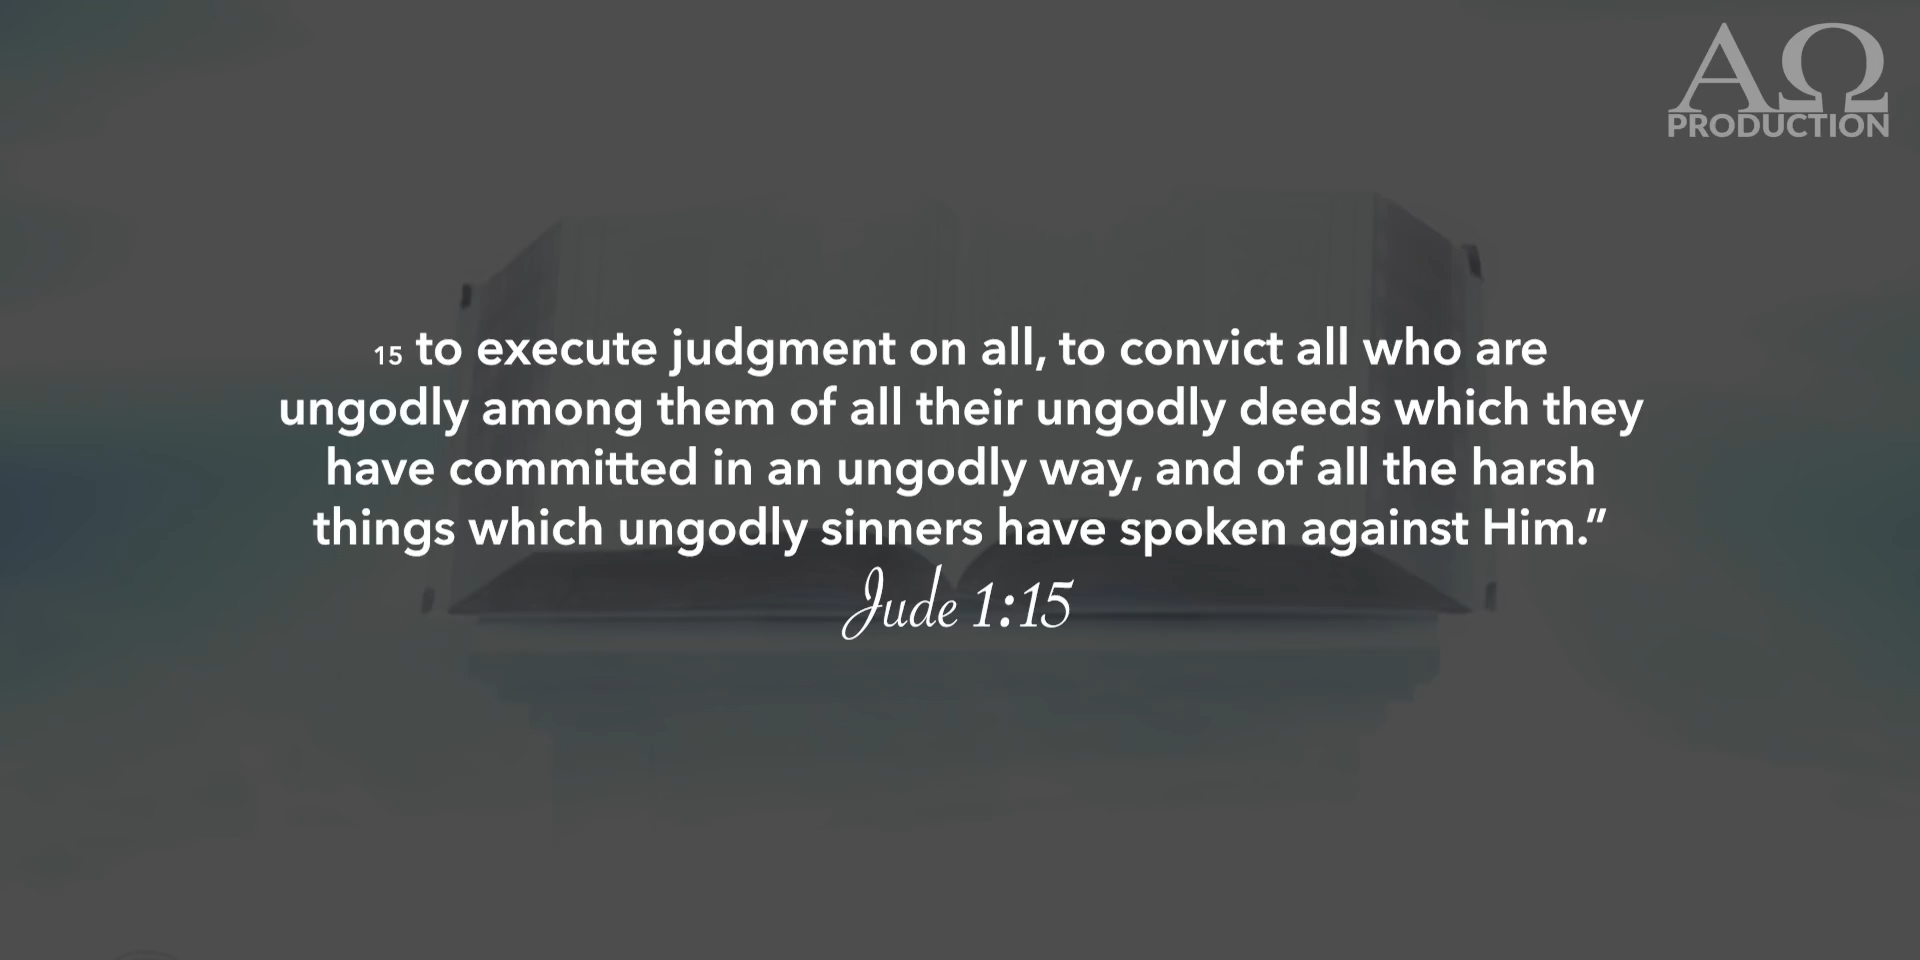 ΑΩ
PRODUCTION
15 to execute judgment on all, to convict all who are
ungodly among them of all their ungodly deeds which they
have committed in an ungodly way, and of all the harsh
things which ungodly sinners have spoken against Him.”
Jude 1:15